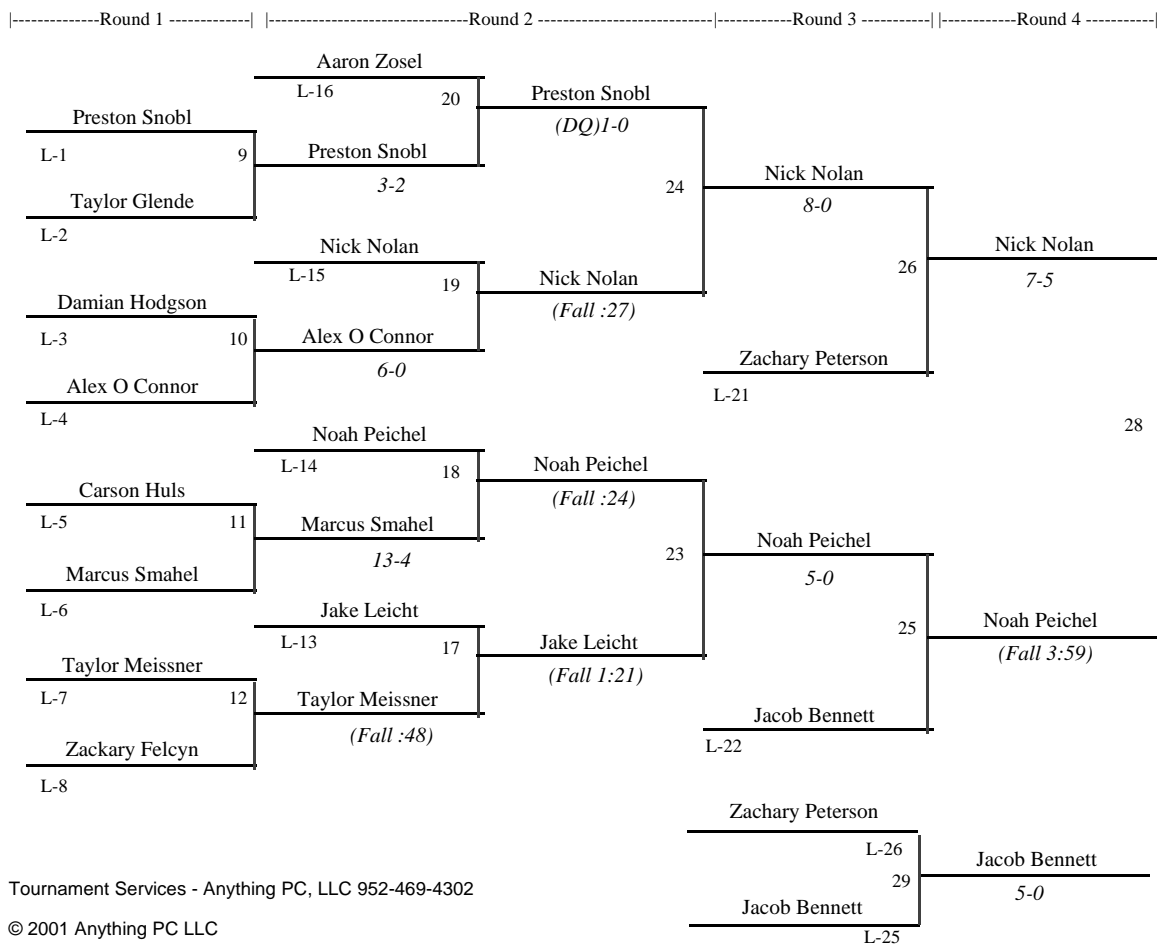 |-------------Round 1 -------------| |-----------------------------Round 2 -------------------------|------------Round 3 -----------| |-----------Round 4 -----------|
Aaron Zosel
L-16
20
Preston Snobl
(DQ)1-0
Preston Snobl
L-1
9
Preston Snobl
3-2
Taylor Glende
L-2
24
Nick Nolan
8-0
Nick Nolan
L-15
19
Nick Nolan
(Fall :27)
26
Nick Nolan
7-5
Damian Hodgson
L-3
10
Alex O Connor
6-0
Alex O Connor
L-4
Zachary Peterson
L-21
28
Noah Peichel
L-14
18
Noah Peichel
(Fall :24)
Carson Huls
L-5
11
Marcus Smahel
13-4
Marcus Smahel
L-6
23
Noah Peichel
5-0
Jake Leicht
L-13
17
Jake Leicht
(Fall 1:21)
25
Noah Peichel
(Fall 3:59)
Taylor Meissner
L-7
12
Taylor Meissner
(Fall :48)
Zackary Felcyn
L-8
Jacob Bennett
L-22
Zachary Peterson
L-26
29
Jacob Bennett
5-0
Jacob Bennett
L-25
Tournament Services - Anything PC, LLC 952-469-4302
© 2001 Anything PC LLC